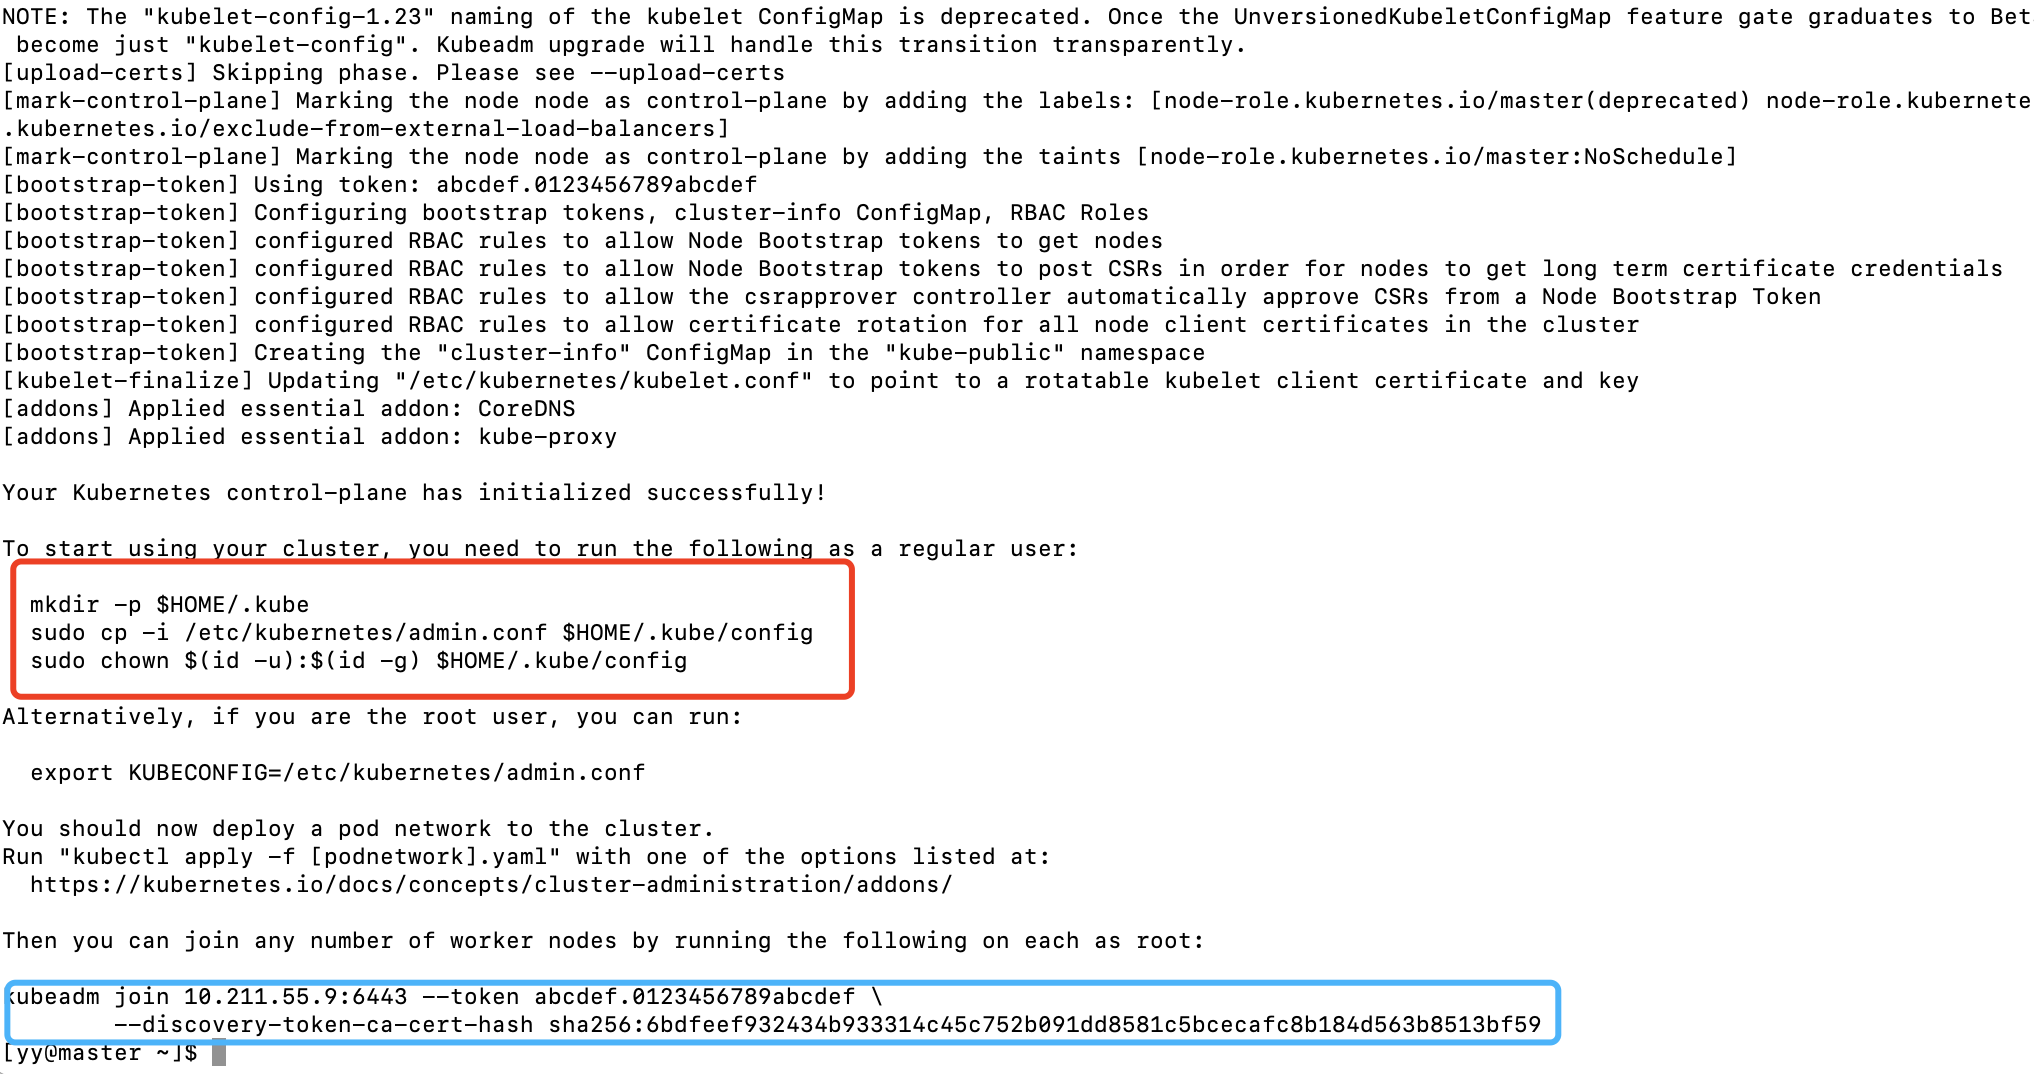 NOTE: The "kubelet-config-1.23" naming of the kubelet ConfigMap is deprecated. Once the UnversionedKubeletConfigMap feature gate graduates to Bet
become just "kubelet-config". Kubeadm upgrade will handle this transition transparently.
[upload-certs] Skipping phase. Please see --upload-certs
[mark-control-plane] Marking the node node as control-plane by adding the labels: [node-role.kubernetes.io/master(deprecated) node-role.kubernete
.kubernetes.io/exclude-from-external-load-balancers]
[mark-control-plane] Marking the node node as control-plane by adding the taints [node-role.kubernetes.io/master:NoSchedule]
[bootstrap-token] Using token: abcdef.0123456789abcdef
[bootstrap-token] Configuring bootstrap tokens, cluster-info ConfigMap, RBAC Roles
[bootstrap-token] configured RBAC rules to allow Node Bootstrap tokens to get nodes
[bootstrap-token] configured RBAC rules to allow Node Bootstrap tokens to post CSRs in order for nodes to get long term certificate credentials
[bootstrap-token] configured RBAC rules to allow the csrapprover controller automatically approve CSRs from a Node Bootstrap Token
[bootstrap-token] configured RBAC rules to allow certificate rotation for all node client certificates in the cluster
[bootstrap-token] Creating the "cluster-info" ConfigMap in the "kube-public" namespace
[kubelet-finalize] Updating "/etc/kubernetes/kubelet.conf" to point to a rotatable kubelet client certificate and key
[addons] Applied essential addon: CoreDNS
[addons] Applied essential addon: kube-proxy
Your Kubernetes control-plane has initialized successfully!
To start using your cluster, you need to run the following as a regular user:
mkdir -p $HOME/.kube
sudo cp -i /etc/kubernetes/admin.conf $HOME/.kube/config
sudo chown $(id -u):$(id -g) $HOME/.kube/config
Alternatively, if you are the root user, you can run:
export KUBECONFIG=/etc/kubernetes/admin.conf
You should now deploy a pod network to the cluster.
Run "kubectl apply -f [podnetwork].yaml" with one of the options listed at:
https://kubernetes.io/docs/concepts/cluster-administration/addons/
Then you can join any number of worker nodes by running the following on each as root:
kubeadm join 10.211.55.9:6443 --token abcdef.0123456789abcdef \
--discovery-token-ca-cert-hash sha256:6bdfeef932434b933314c45c752b091dd8581c5bcecafc8b184d563b8513bf59
[yy@master ~]$